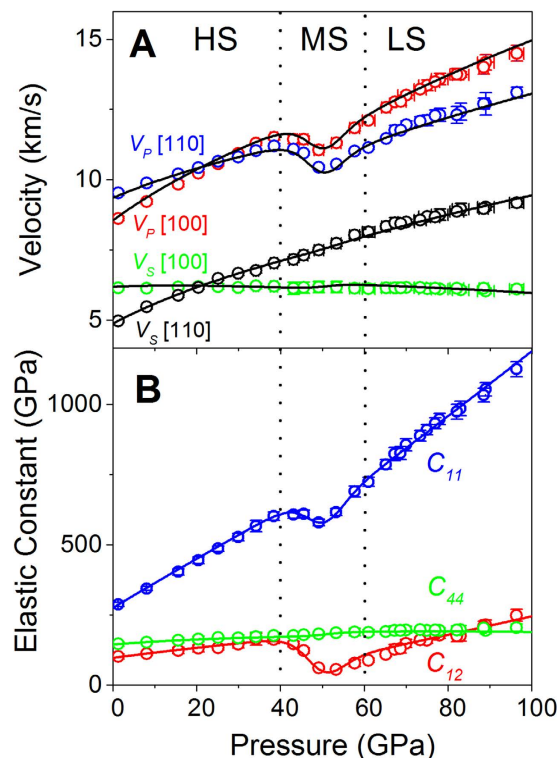 A
HS
MS
LS
15
10
5
Velocity (km/s)
V_P [110]
V_P [100]
V_S [100]
V_S [110]
B
1000
500
0
Elastic Constant (GPa)
C_11
C_44
C_12
0 20 40 60 80 100
Pressure (GPa)